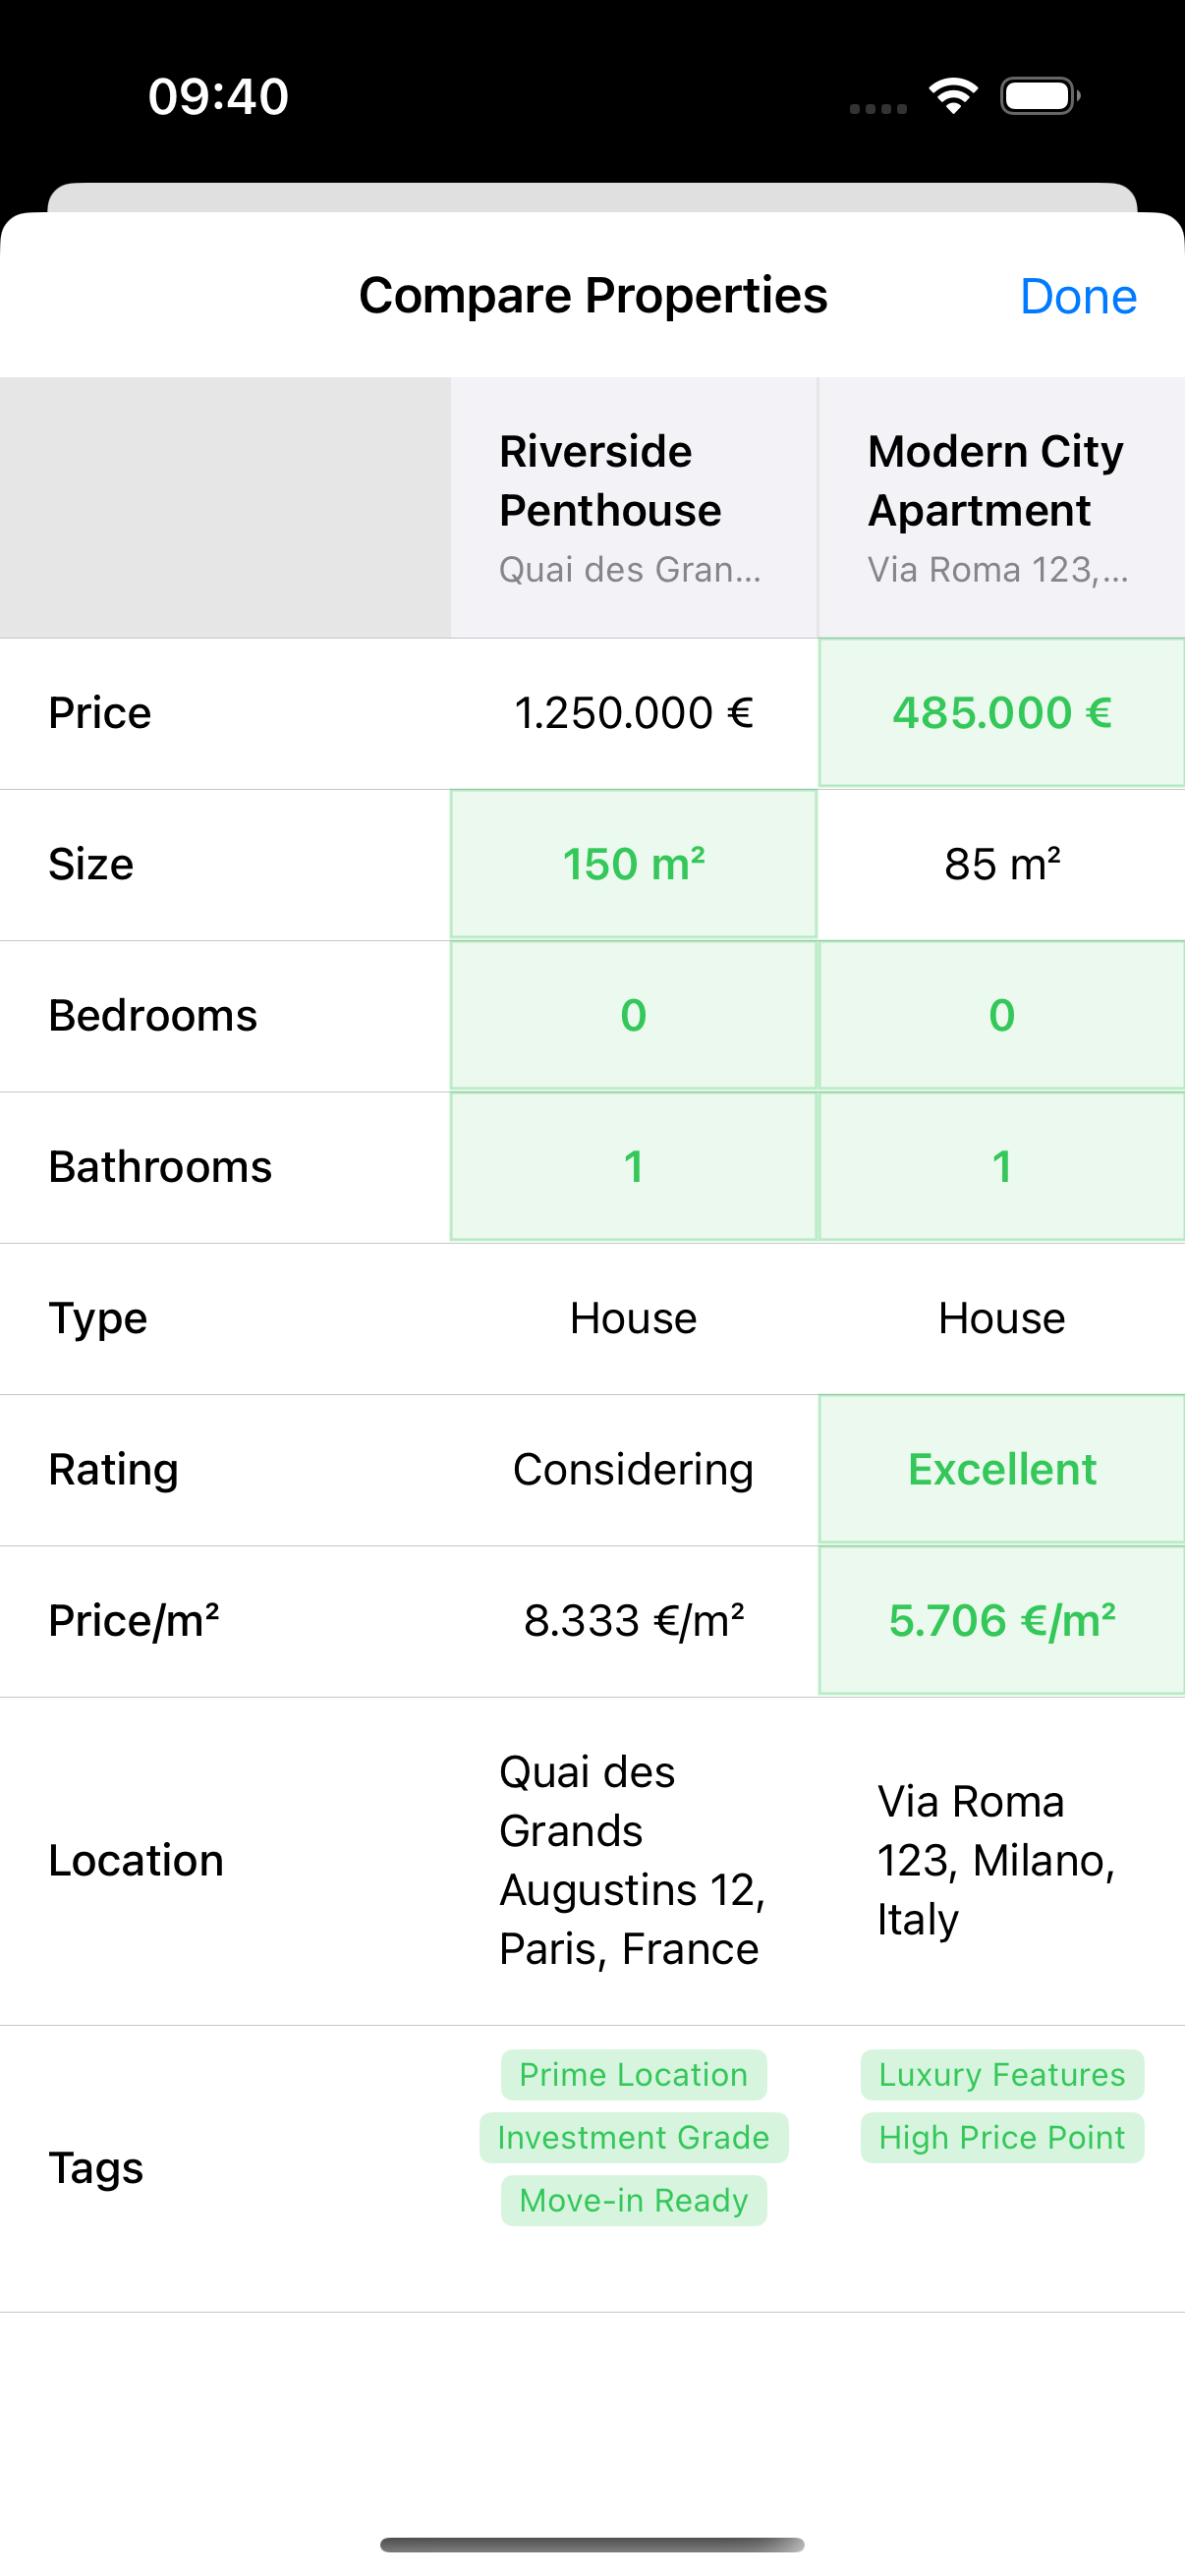 09:40
Compare Properties
Done
Riverside
Penthouse
Quai des Gran...
Modern City
Apartment
Via Roma 123,...
Price
1.250.000 €
485.000 €
Size
150 m²
85 m²
Bedrooms
0
0
Bathrooms
1
1
Type
House
House
Rating
Considering
Excellent
Price/m²
8.333 €/m²
5.706 €/m²
Location
Quai des
Grands
Augustins 12,
Paris, France
Via Roma
123, Milano,
Italy
Tags
Prime Location
Investment Grade
Move-in Ready
Luxury Features
High Price Point